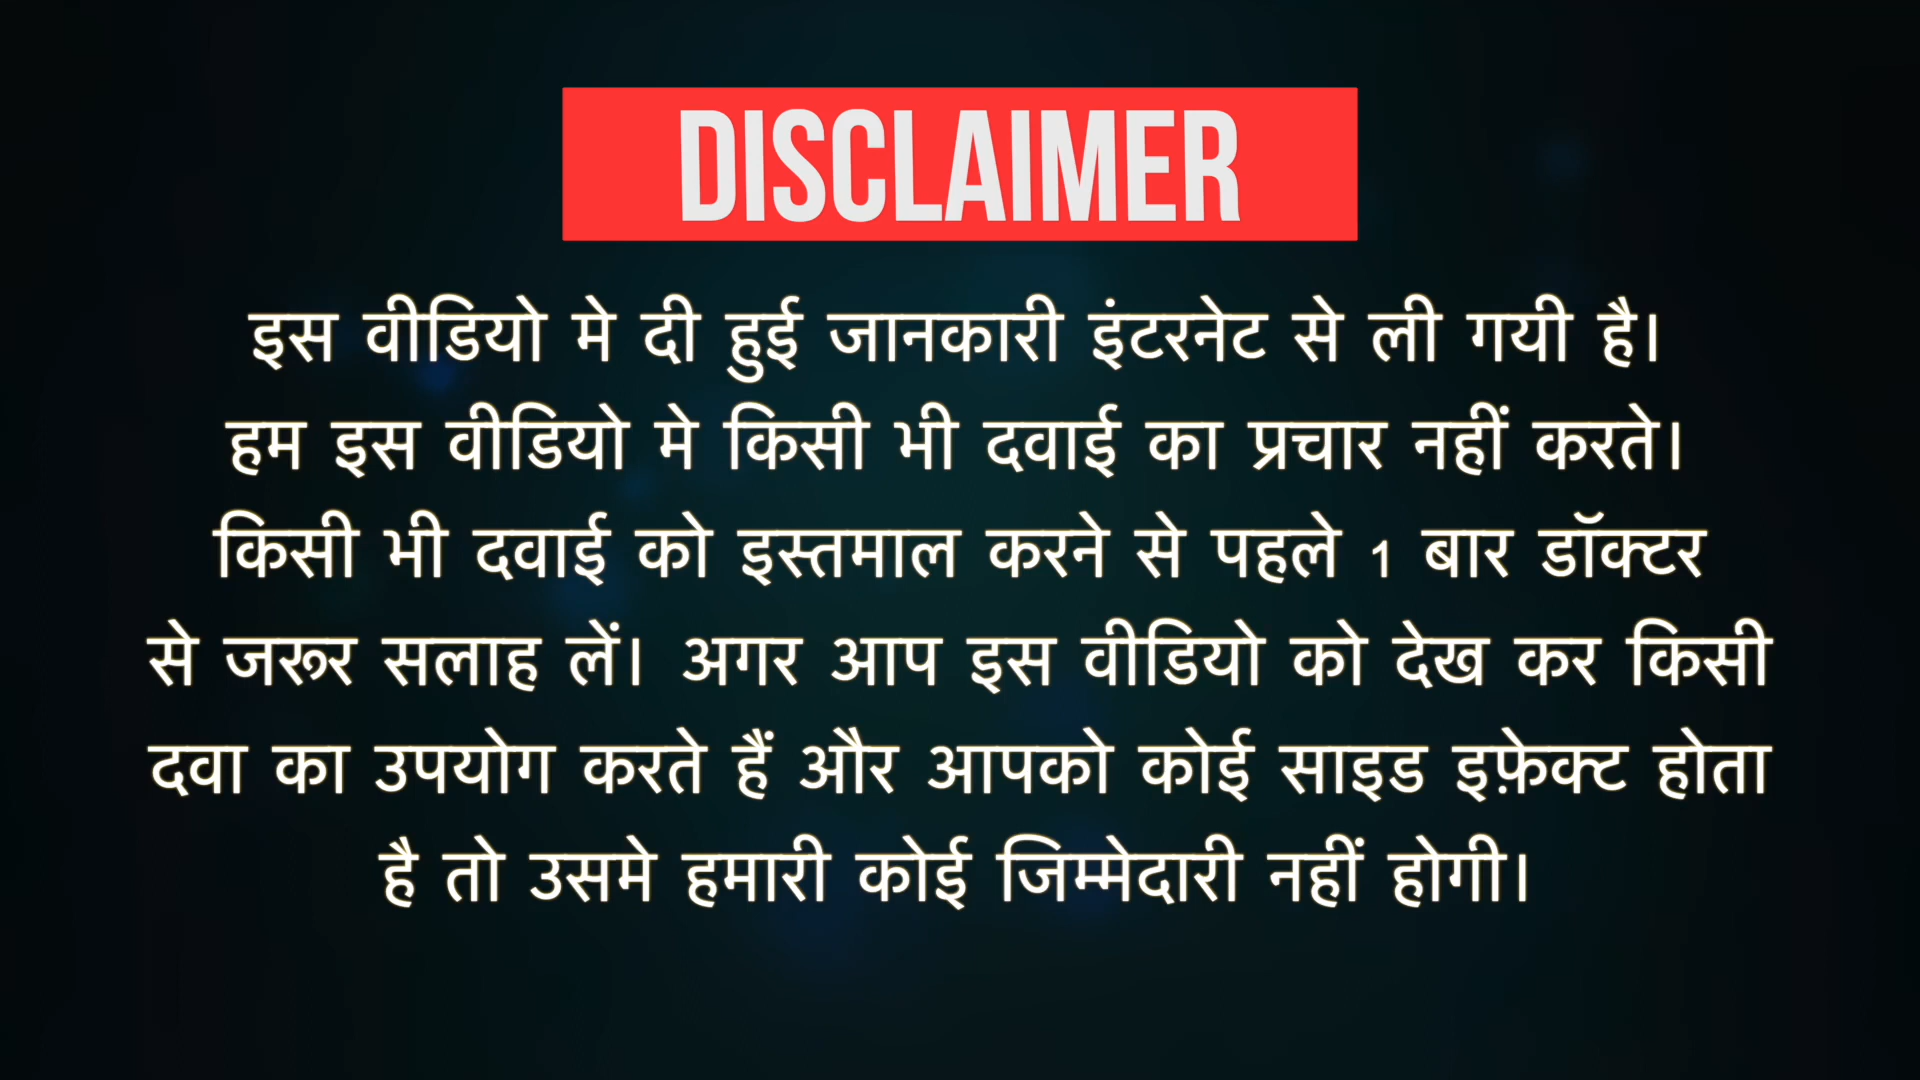 DISCLAIMER
इस वीडियो मे दी हुई जानकारी इंटरनेट से ली गयी है।
हम इस वीडियो मे किसी भी दवाई का प्रचार नहीं करते।
किसी भी दवाई को इस्तमाल करने से पहले 1 बार डॉक्टर
से जरूर सलाह लें। अगर आप इस वीडियो को देख कर किसी
दवा का उपयोग करते हैं और आपको कोई साइड इफ़ेक्ट होता
है तो उसमे हमारी कोई जिम्मेदारी नहीं होगी।